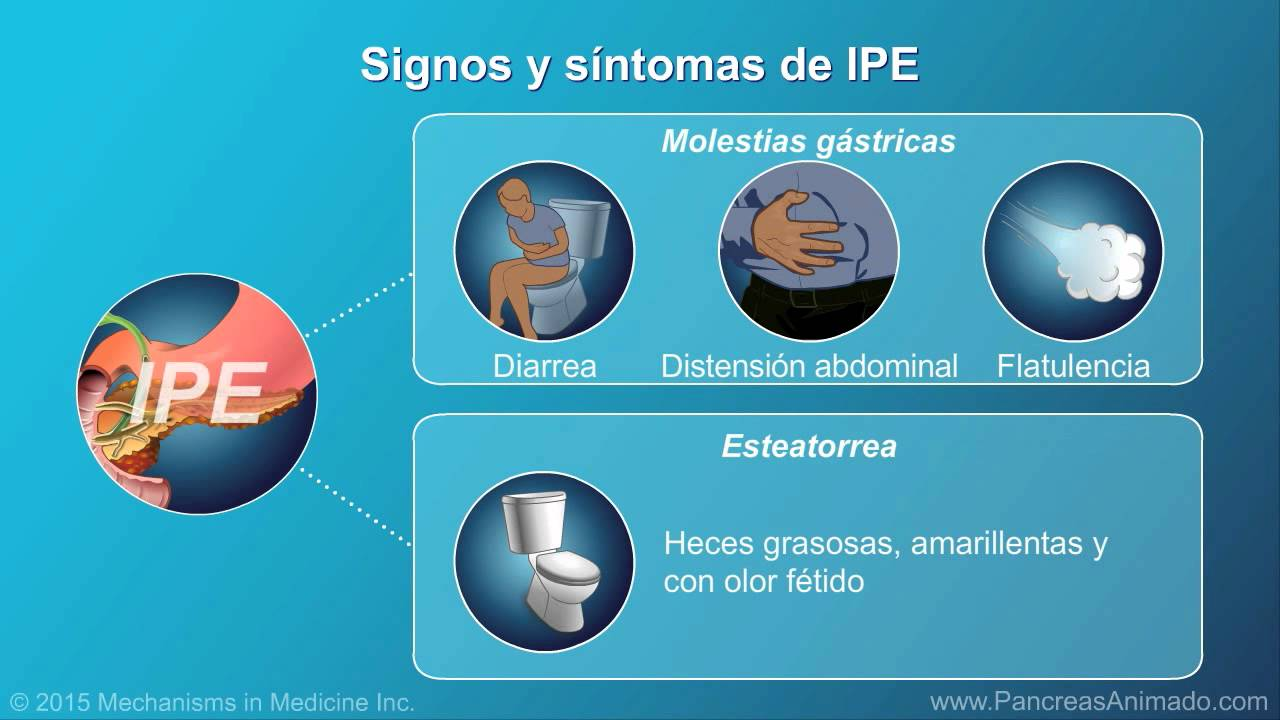 Signos y síntomas de IPE
Molestias gástricas
Diarrea
Distensión abdominal
Flatulencia
IPE
Esteatorrea
Heces grasosas, amarillentas y
con olor fétido
© 2015 Mechanisms in Medicine Inc.
www.PancreasAnimado.com